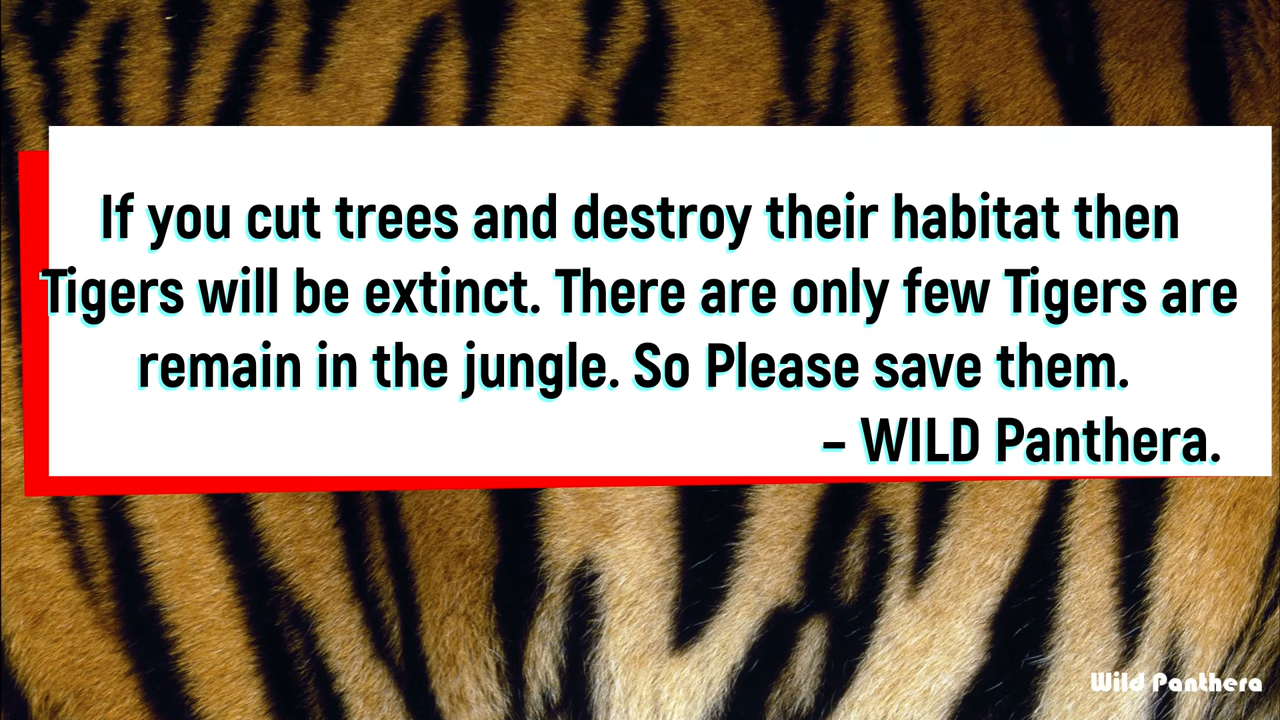 If you cut trees and destroy their habitat then
Tigers will be extinct. There are only few Tigers are
remain in the jungle. So Please save them.
– WILD Panthera.
Wild Panthera